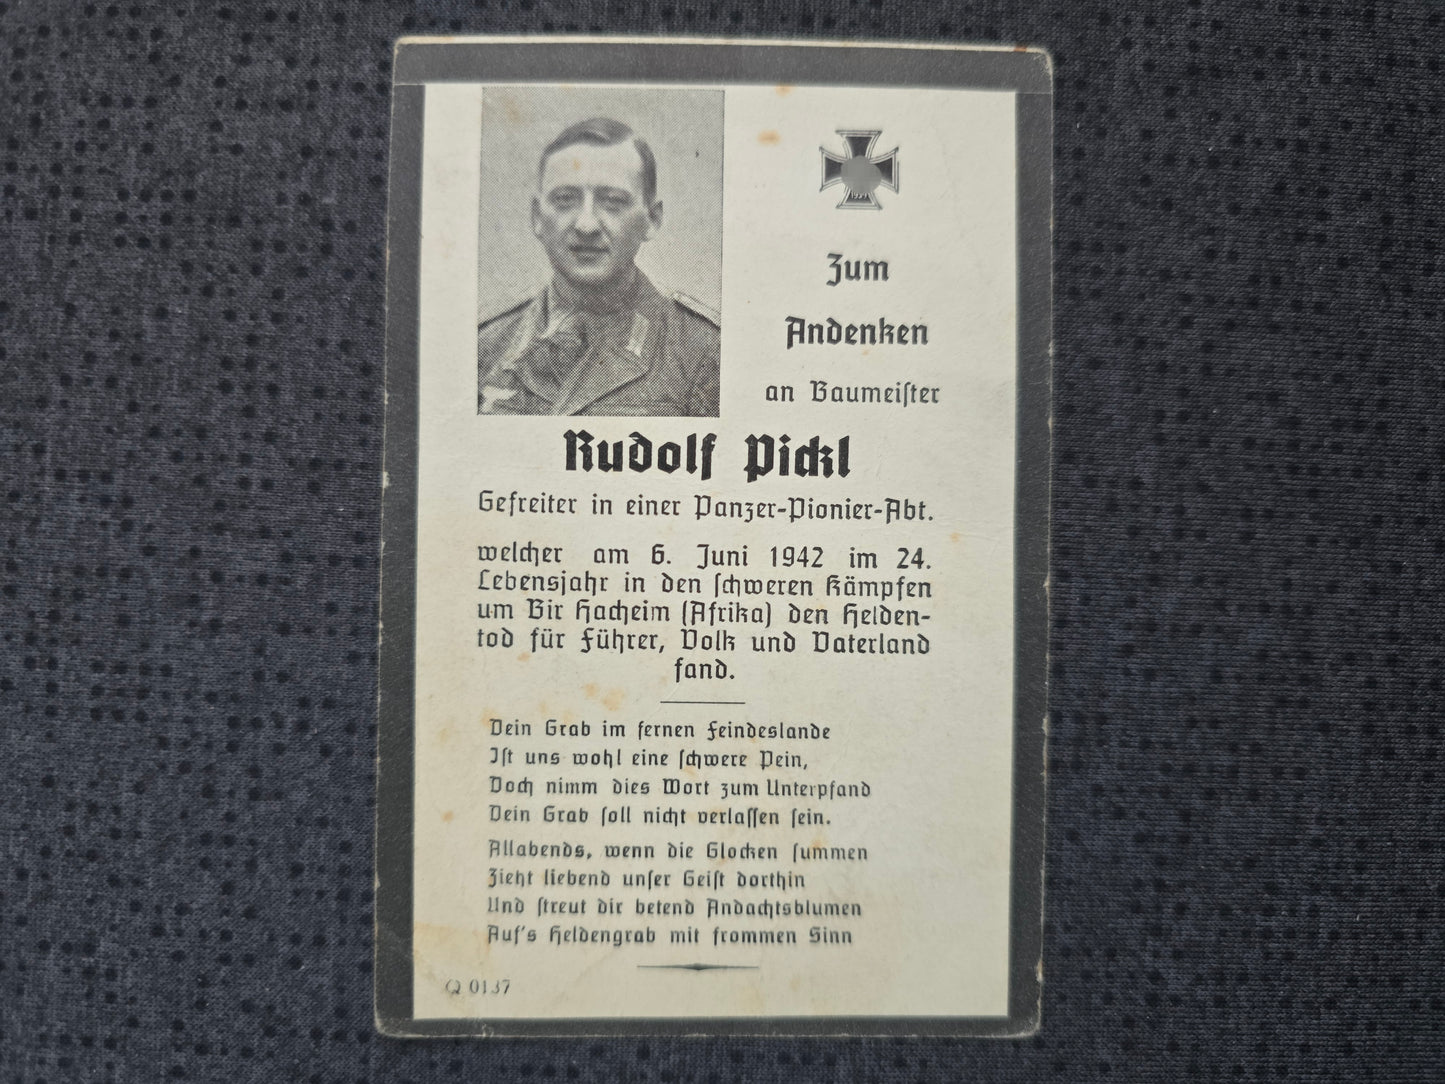 1939
Zum
Andenken
an Baumeister
Rudolf Pickl
Gefreiter in einer Panzer-Pionier-Abt.
welcher am 6. Juni 1942 im 24.
Lebensjahr in den schweren Kämpfen
um Bir Hacheim (Afrika) den Helden-
tod für Führer, Volk und Vaterland
fand.
Dein Grab im fernen Feindeslande
Ist uns wohl eine schwere Pein,
Doch nimm dies Wort zum Unterpfand
Dein Grab soll nicht verlassen sein.
Allabends, wenn die Glocken summen
Zieht liebend unser Geist dorthin
Und streut dir betend Andachtsblumen
Auf's Heldengrab mit frommen Sinn
Q 0137